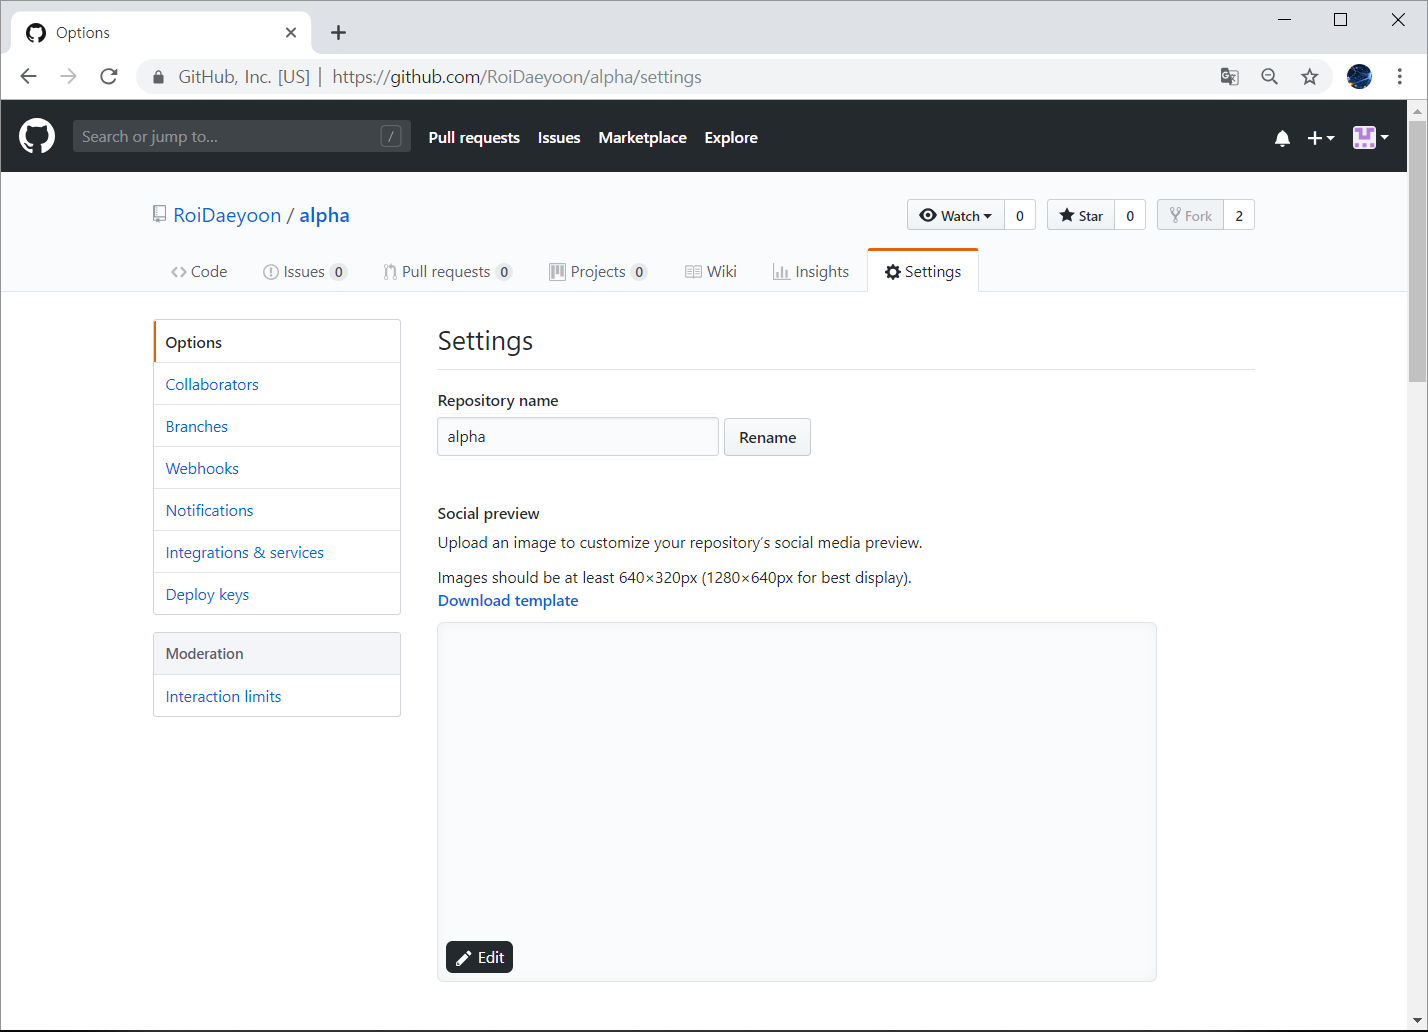 Options
GitHub, Inc. [US] | https://github.com/RoiDaeyoon/alpha/settings
Search or jump to... / Pull requests Issues Marketplace Explore
RoiDaeyoon / alpha Watch 0 Star 0 Fork 2
Code Issues 0 Pull requests 0 Projects 0 Wiki Insights Settings
Options
Collaborators
Branches
Webhooks
Notifications
Integrations & services
Deploy keys
Moderation
Interaction limits
Settings
Repository name
alpha Rename
Social preview
Upload an image to customize your repository's social media preview.
Images should be at least 640×320px (1280×640px for best display).
Download template
Edit